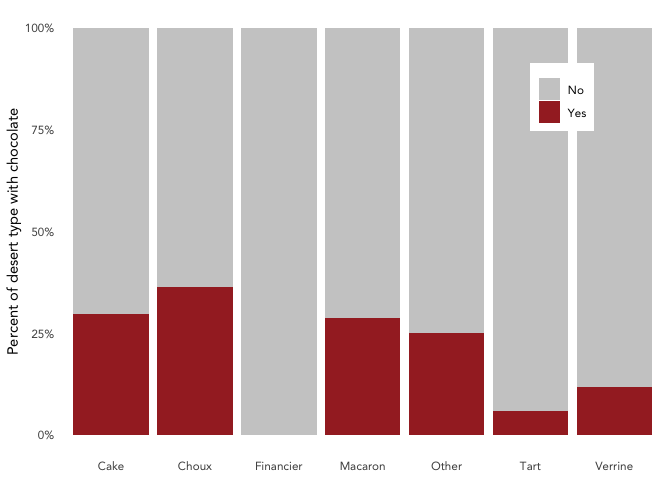 100%
75%
50%
25%
0%
Percent of desert type with chocolate
No
Yes
Cake Choux Financier Macaron Other Tart Verrine